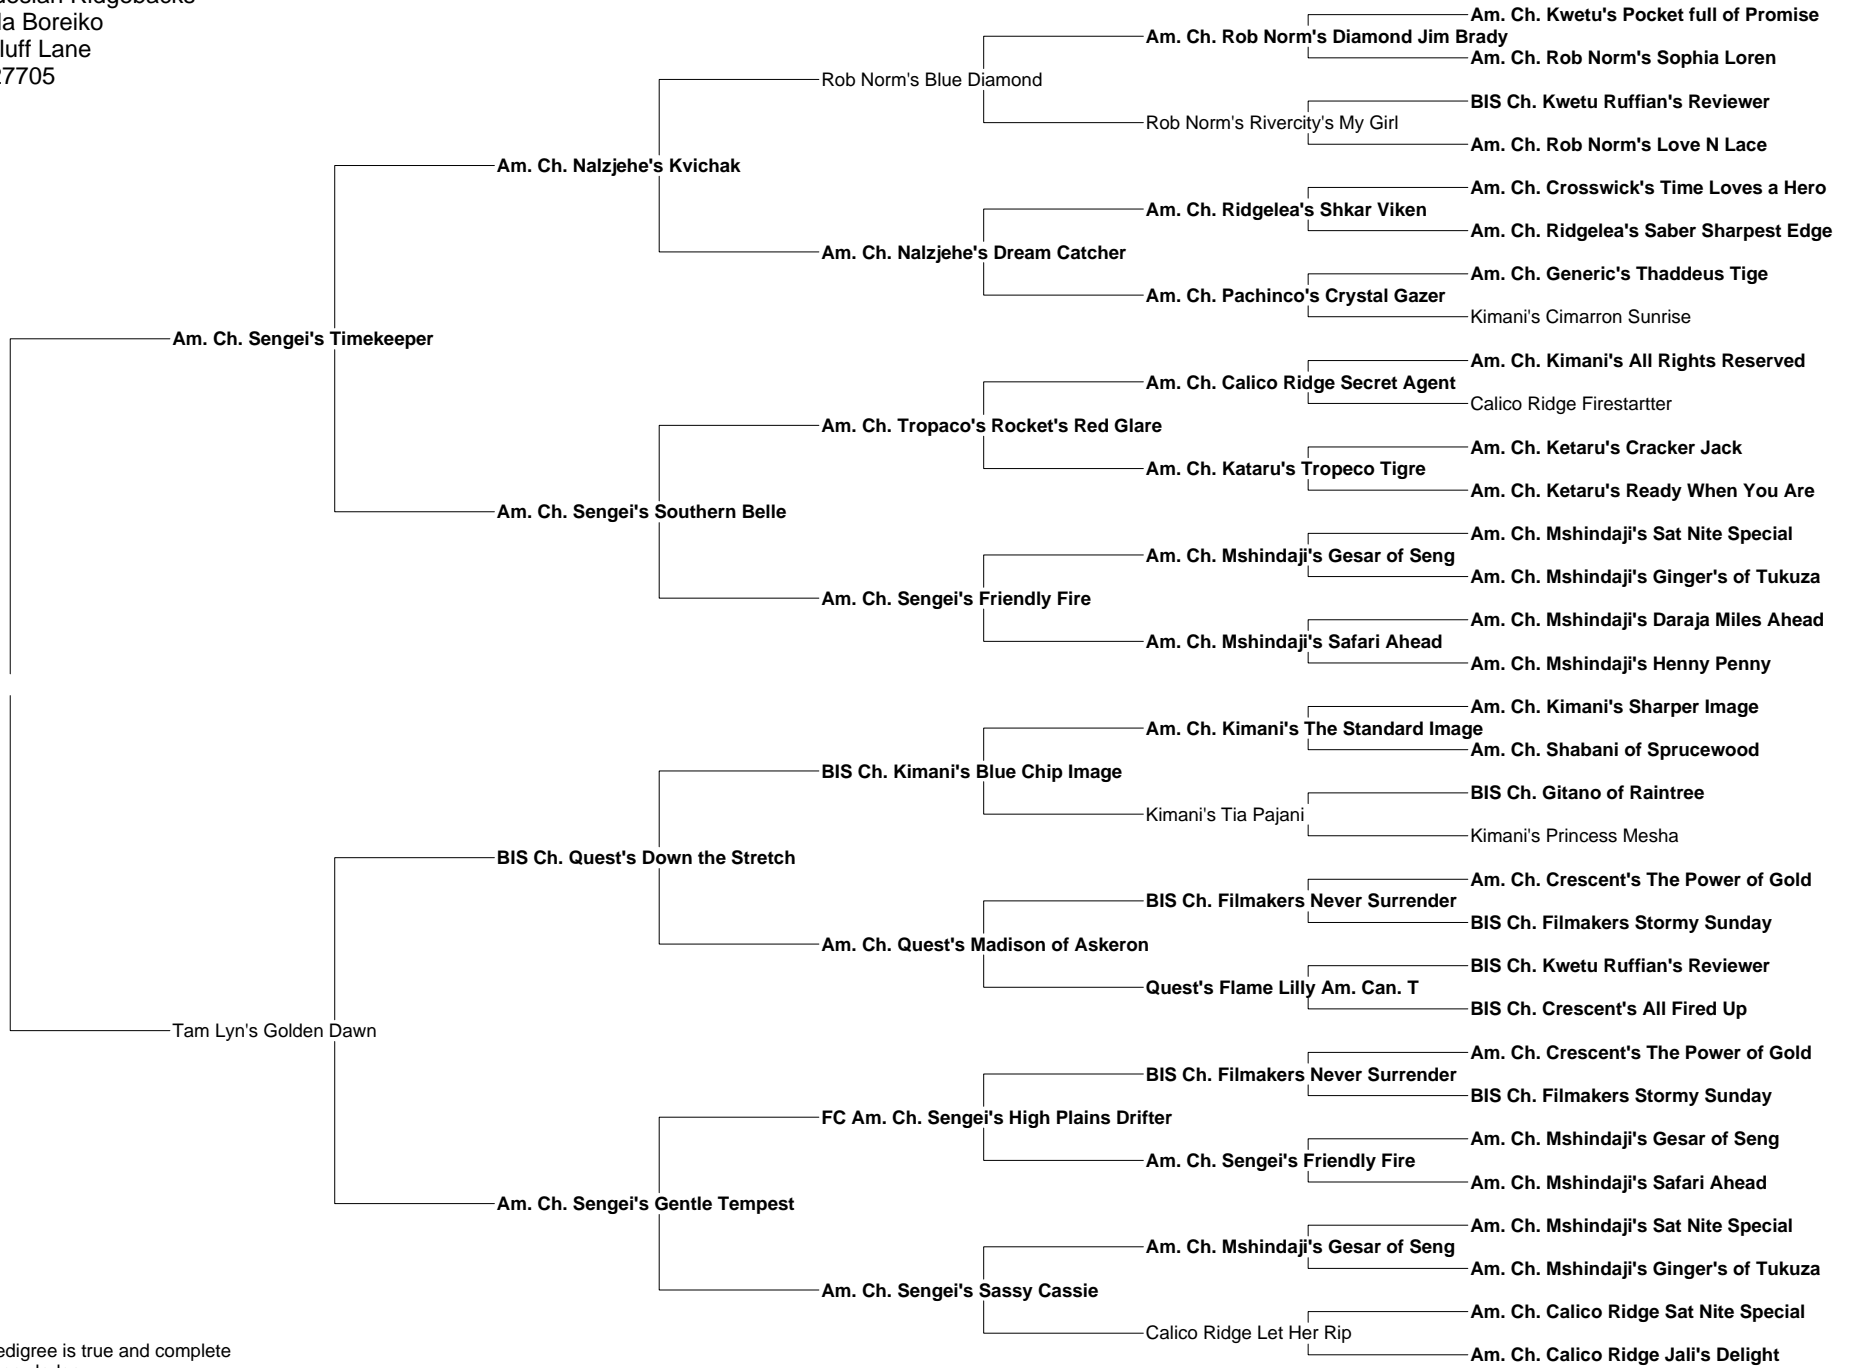 Ridgebacks
Boreiko
Lane
27705
Am. Ch. Kwetu's Pocket full of Promise
Am. Ch. Rob Norm's Diamond Jim Brady
Am. Ch. Rob Norm's Sophia Loren
Rob Norm's Blue Diamond
BIS Ch. Kwetu Ruffian's Reviewer
Rob Norm's Rivercity's My Girl
Am. Ch. Rob Norm's Love N Lace
Am. Ch. Nalzjehe's Kvichak
Am. Ch. Crosswick's Time Loves a Hero
Am. Ch. Ridgelea's Shkar Viken
Am. Ch. Ridgelea's Saber Sharpest Edge
Am. Ch. Nalzjehe's Dream Catcher
Am. Ch. Generic's Thaddeus Tige
Am. Ch. Pachinco's Crystal Gazer
Kimani's Cimarron Sunrise
Am. Ch. Sengei's Timekeeper
Am. Ch. Kimani's All Rights Reserved
Am. Ch. Calico Ridge Secret Agent
Calico Ridge Firestartter
Am. Ch. Tropaco's Rocket's Red Glare
Am. Ch. Ketaru's Cracker Jack
Am. Ch. Kataru's Tropeco Tigre
Am. Ch. Ketaru's Ready When You Are
Am. Ch. Sengei's Southern Belle
Am. Ch. Mshindaji's Sat Nite Special
Am. Ch. Mshindaji's Gesar of Seng
Am. Ch. Mshindaji's Ginger's of Tukuza
Am. Ch. Sengei's Friendly Fire
Am. Ch. Mshindaji's Daraja Miles Ahead
Am. Ch. Mshindaji's Safari Ahead
Am. Ch. Mshindaji's Henny Penny
Am. Ch. Kimani's Sharper Image
Am. Ch. Kimani's The Standard Image
Am. Ch. Shabani of Sprucewood
BIS Ch. Kimani's Blue Chip Image
BIS Ch. Gitano of Raintree
Kimani's Tia Pajani
Kimani's Princess Mesha
BIS Ch. Quest's Down the Stretch
Am. Ch. Crescent's The Power of Gold
BIS Ch. Filmakers Never Surrender
BIS Ch. Filmakers Stormy Sunday
Am. Ch. Quest's Madison of Askeron
BIS Ch. Kwetu Ruffian's Reviewer
Quest's Flame Lilly Am. Can. T
BIS Ch. Crescent's All Fired Up
Tam Lyn's Golden Dawn
Am. Ch. Crescent's The Power of Gold
BIS Ch. Filmakers Never Surrender
BIS Ch. Filmakers Stormy Sunday
FC Am. Ch. Sengei's High Plains Drifter
Am. Ch. Mshindaji's Gesar of Seng
Am. Ch. Sengei's Friendly Fire
Am. Ch. Mshindaji's Safari Ahead
Am. Ch. Sengei's Gentle Tempest
Am. Ch. Mshindaji's Sat Nite Special
Am. Ch. Mshindaji's Gesar of Seng
Am. Ch. Mshindaji's Ginger's of Tukuza
Am. Ch. Sengei's Sassy Cassie
Am. Ch. Calico Ridge Sat Nite Special
Calico Ridge Let Her Rip
Am. Ch. Calico Ridge Jali's Delight
edigree is true and complete